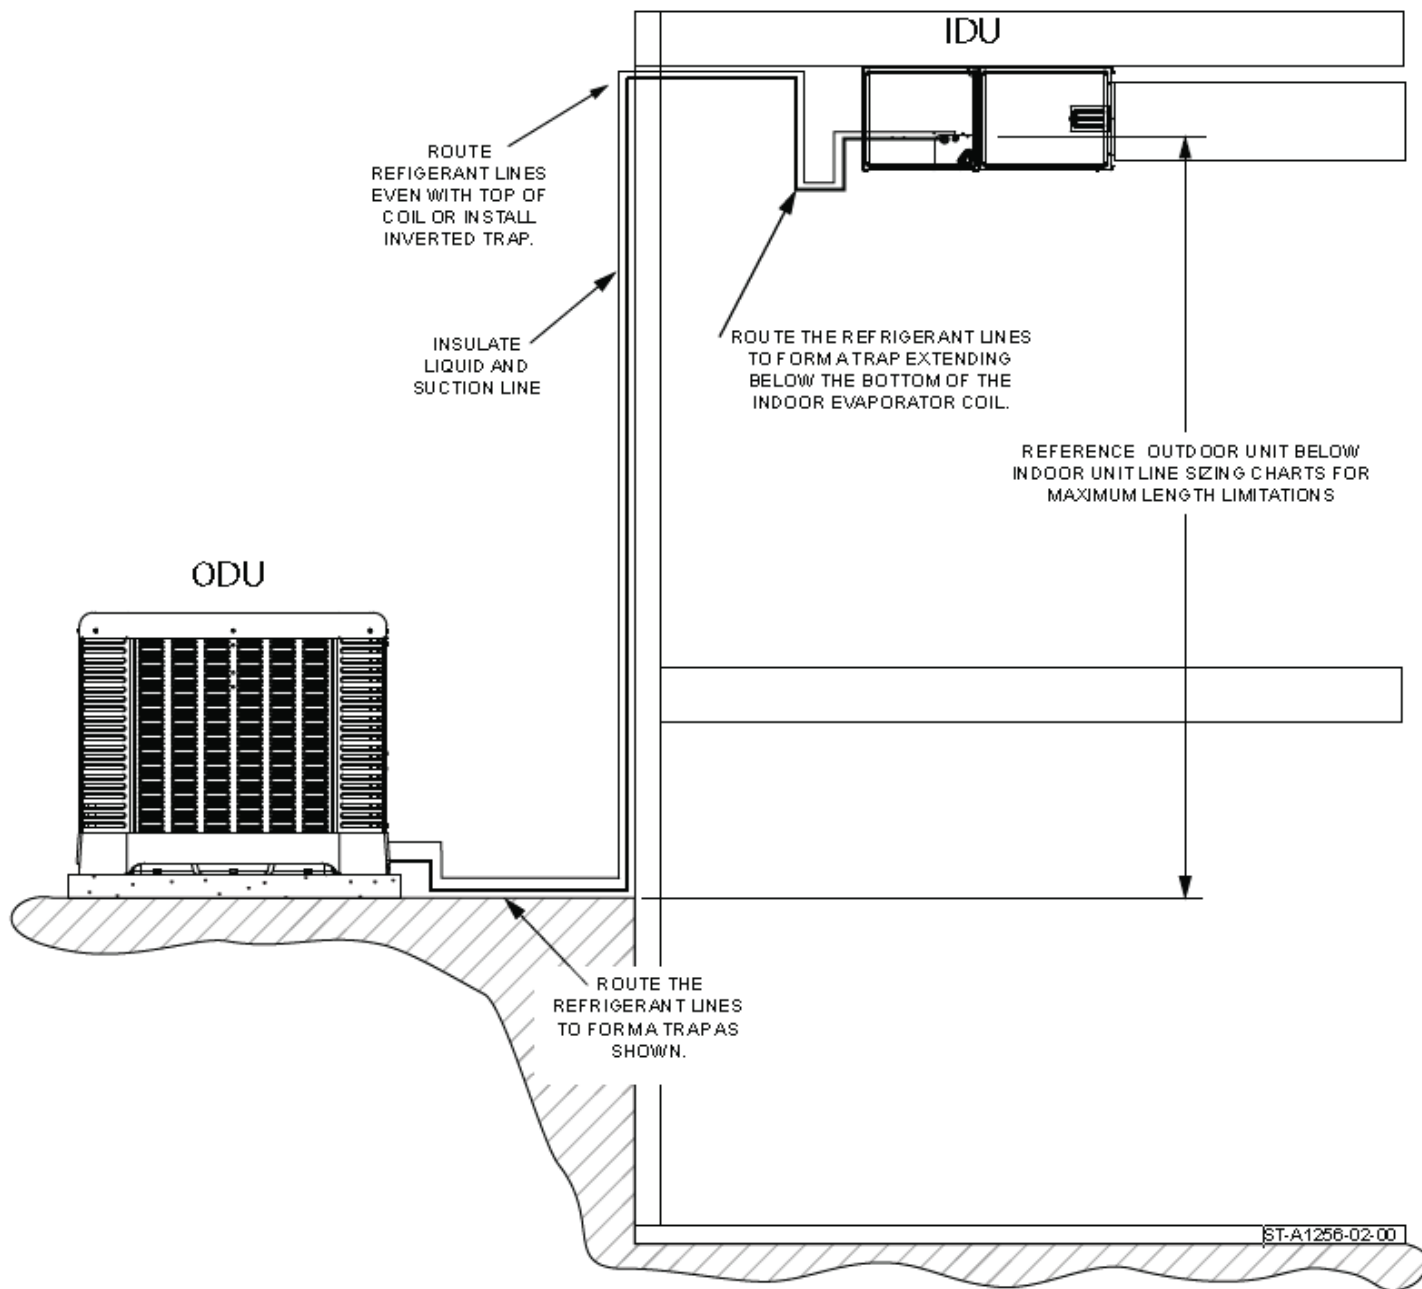 IDU
ROUTE
REFIGERANT LINES
EVEN WITH TOP OF
COIL OR INSTALL
INVERTED TRAP.
INSULATE
LIQUID AND
SUCTION LINE
ROUTE THE REFRIGERANT LINES
TO FORM A TRAP EXTENDING
BELOW THE BOTTOM OF THE
INDOOR EVAPORATOR COIL.
REFERENCE OUTDOOR UNIT BELOW
INDOOR UNIT LINE SIZING CHARTS FOR
MAXIMUM LENGTH LIMITATIONS
ODU
ROUTE THE
REFRIGERANT LINES
TO FORM A TRAP AS
SHOWN.
ST-A1256-02-00